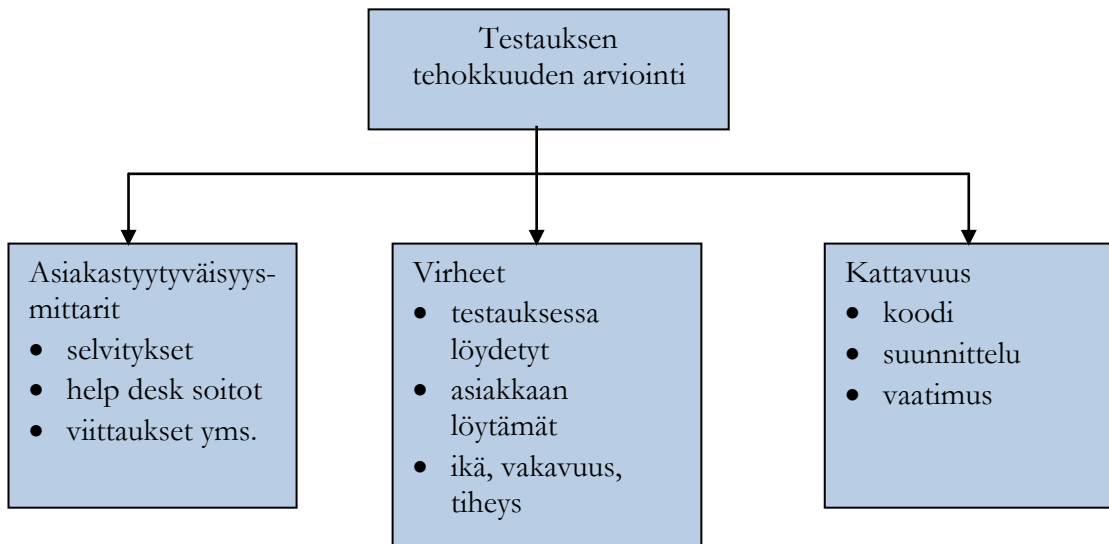 Testauksen
tehokkuuden arviointi
Asiakastyytyväisyys-
mittarit
• selvitykset
• help desk soitot
• viittaukset yms.
Virheet
• testauksessa
löydetyt
• asiakkaan
löytämät
• ikä, vakavuus,
tiheys
Kattavuus
• koodi
• suunnittelu
• vaatimus